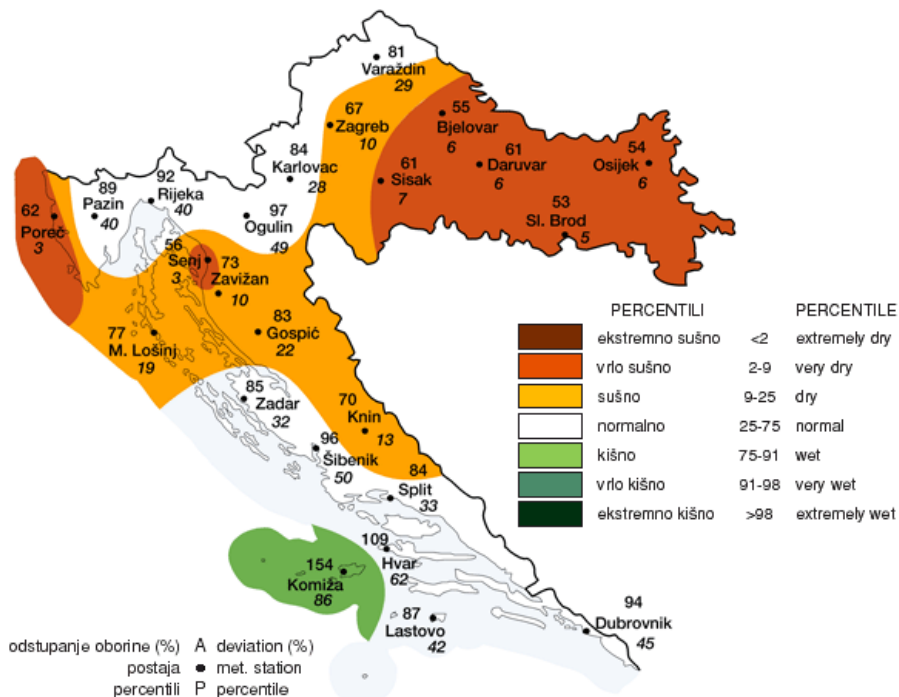 81
Varaždin
29
67
Zagreb
10
55
Bjelovar
6
61
Daruvar
6
54
Osijek
6
84
Karlovac
28
61
Sisak
7
53
Sl. Brod
5
62
Poreč
3
89
Pazin
40
92
Rijeka
40
97
Ogulin
49
56
Senj
3
73
Zavižan
10
83
Gospić
22
77
M. Lošinj
19
85
Zadar
32
70
Knin
13
96
Šibenik
50
84
Split
33
109
Hvar
62
154
Komiža
86
87
Lastovo
42
94
Dubrovnik
45
PERCENTILI PERCENTILE
ekstremno sušno <2 extremely dry
vrlo sušno 2-9 very dry
sušno 9-25 dry
normalno 25-75 normal
kišno 75-91 wet
vrlo kišno 91-98 very wet
ekstremno kišno >98 extremely wet
odstupanje oborine (%) A deviation (%)
postaja met. station
percentili P percentile